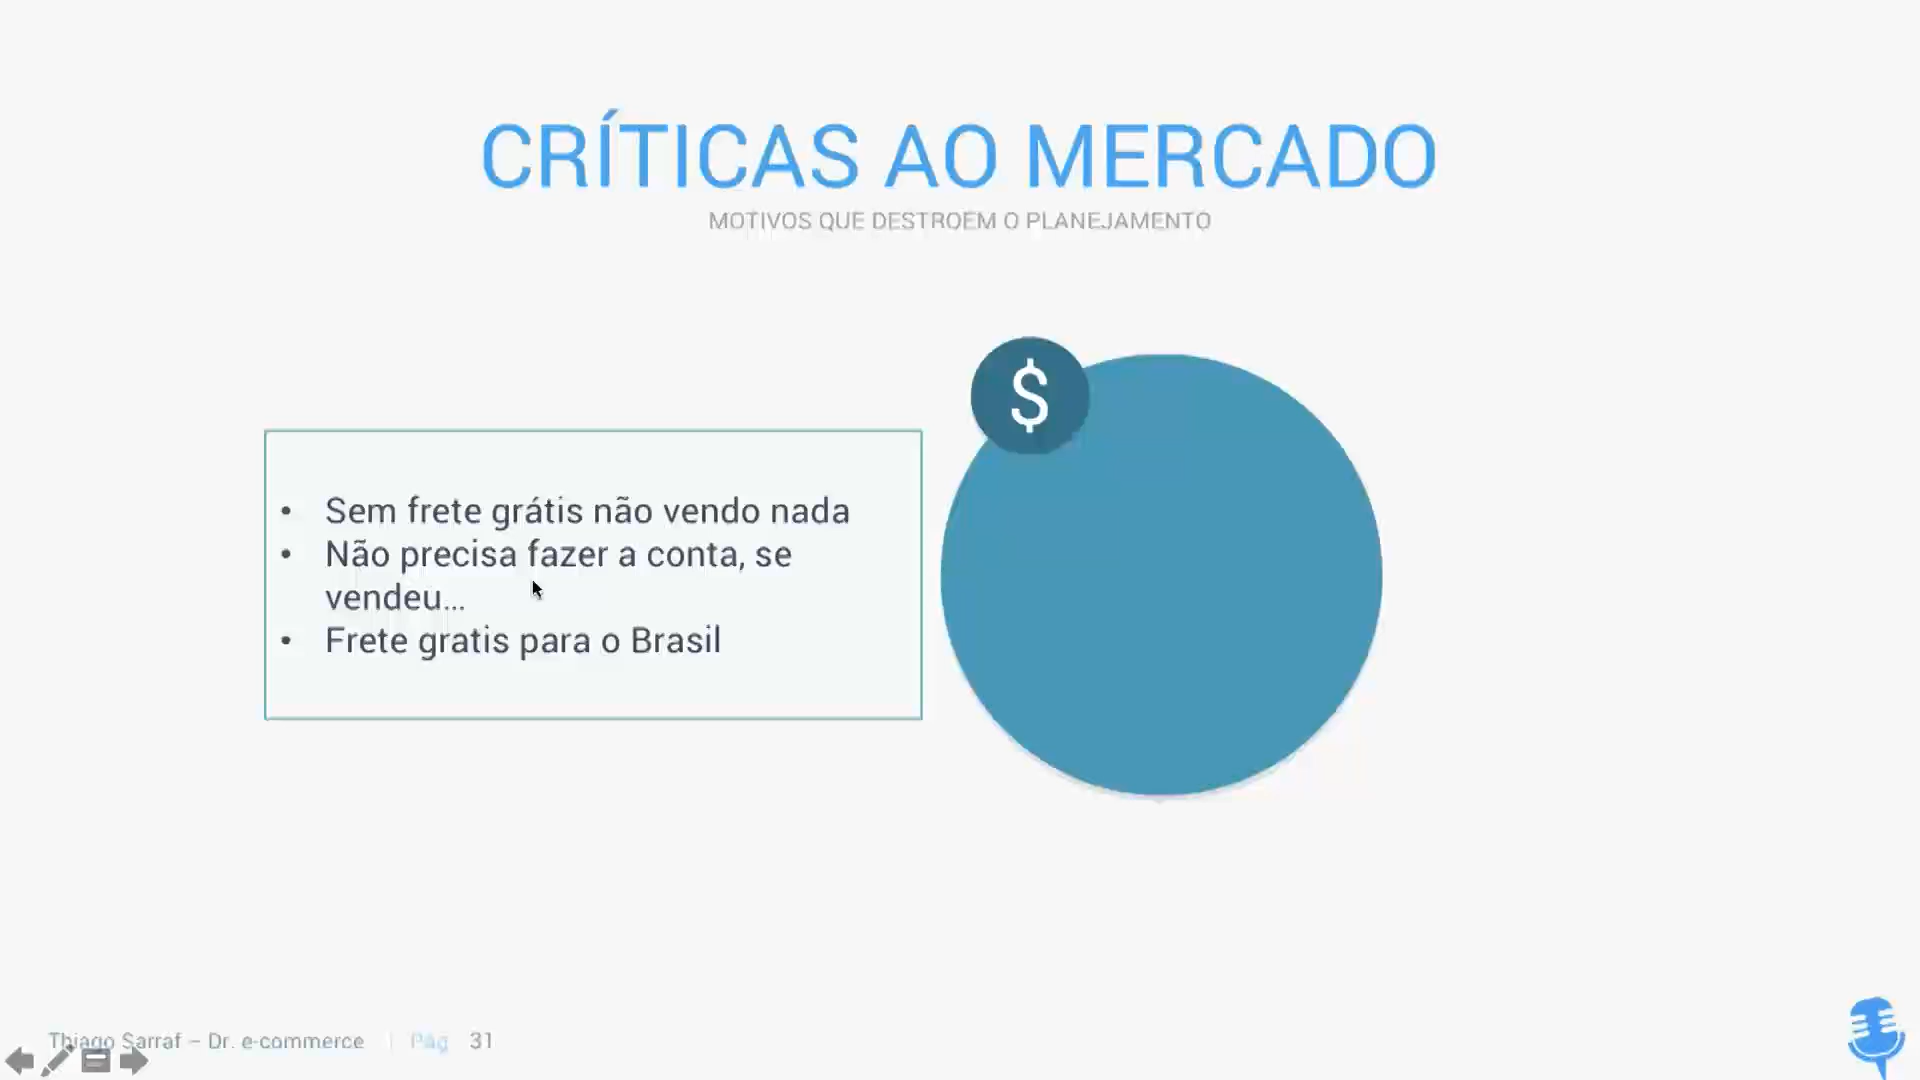 CRÍTICAS AO MERCADO
MOTIVOS QUE DESTROEM O PLANEJAMENTO
$
• Sem frete grátis não vendo nada
• Não precisa fazer a conta, se
vendeu...
• Frete gratis para o Brasil
Thiago Sarraf – Dr. e-commerce | Pág 31